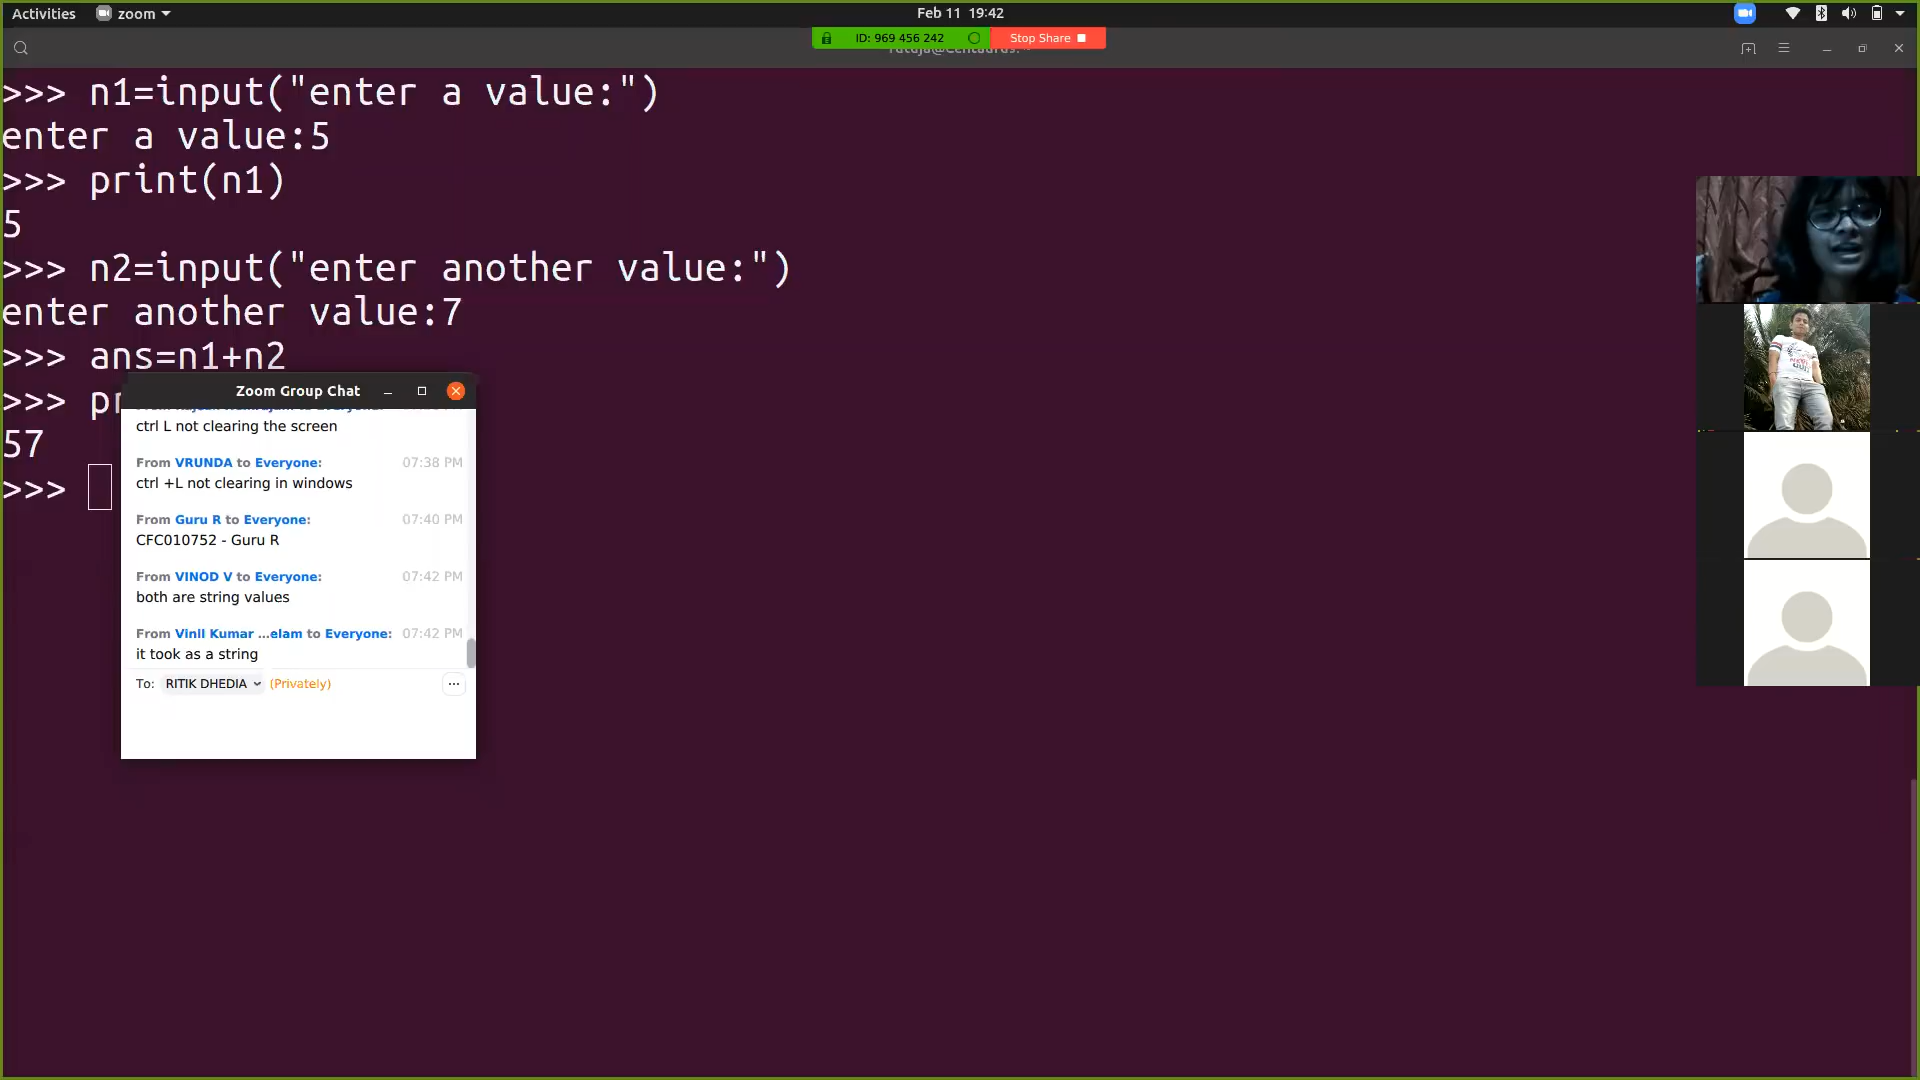 Activities
zoom
Feb 11 19:42
ID: 969 456 242
Stop Share
>>> n1=input("enter a value:")
enter a value:5
>>> print(n1)
5
>>> n2=input("enter another value:")
enter another value:7
>>> ans=n1+n2
>>> pr
57
>>>
Zoom Group Chat
ctrl L not clearing the screen
From VRUNDA to Everyone: 07:38 PM
ctrl +L not clearing in windows
From Guru R to Everyone: 07:40 PM
CFC010752 - Guru R
From VINOD V to Everyone: 07:42 PM
both are string values
From Vinil Kumar ...elam to Everyone: 07:42 PM
it took as a string
To: RITIK DHEDIA (Privately)